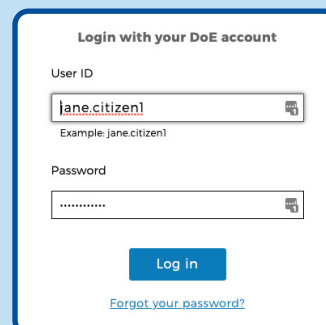 Login with your DoE account
User ID
jane.citizen1
Example: jane.citizen1
Password
............
Log in
Forgot your password?